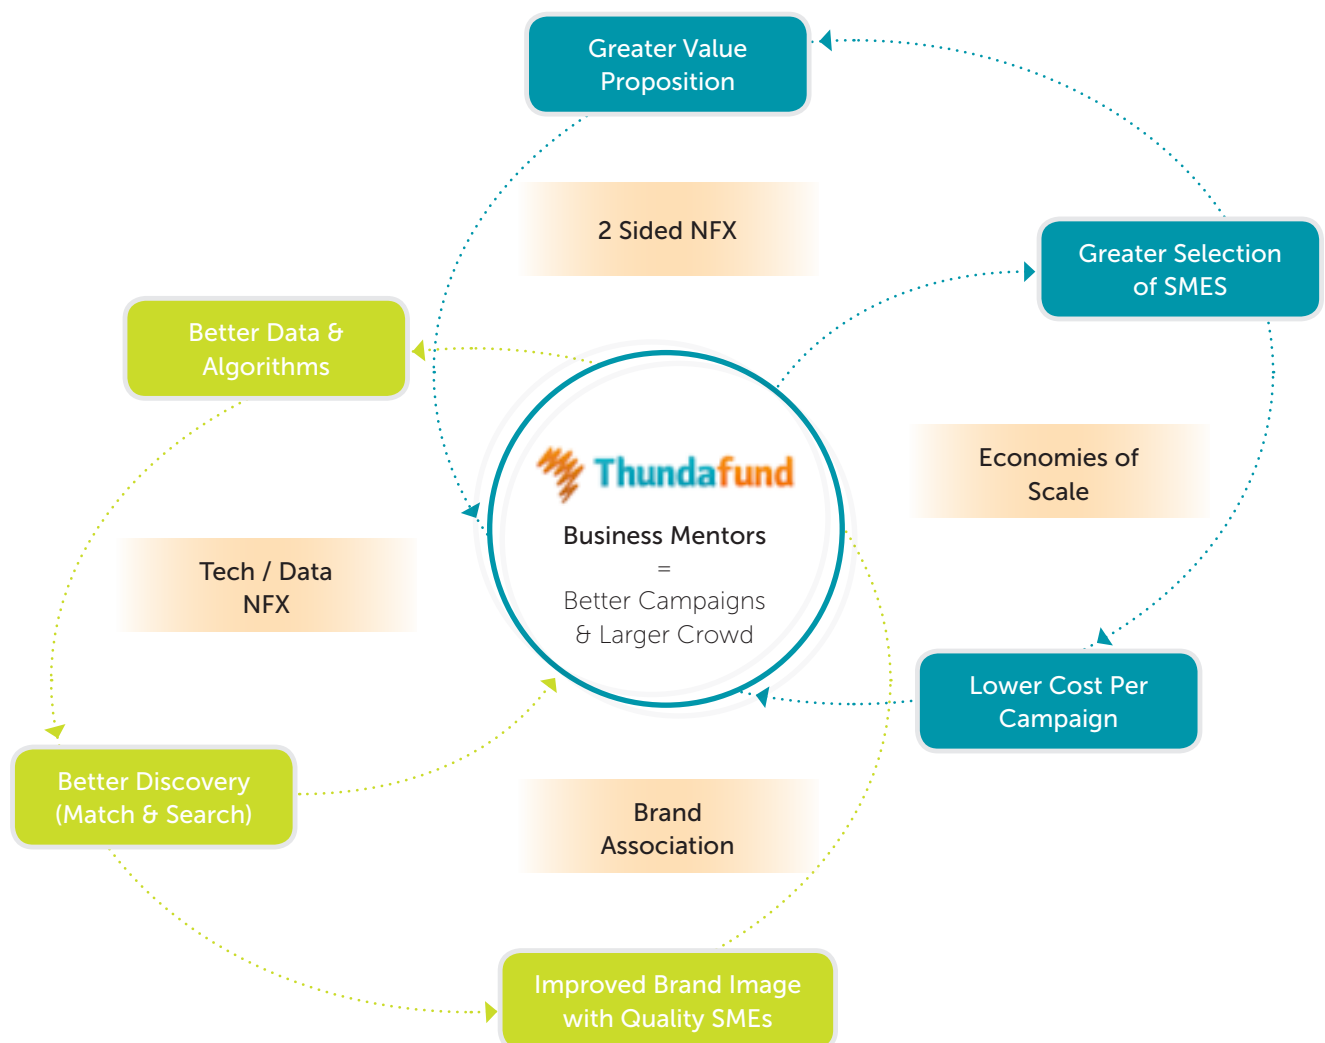 Greater Value
Proposition
2 Sided NFX
Greater Selection
of SMES
Better Data &
Algorithms
Thundafund
Business Mentors
=
Better Campaigns
& Larger Crowd
Economies of
Scale
Tech / Data
NFX
Lower Cost Per
Campaign
Better Discovery
(Match & Search)
Brand
Association
Improved Brand Image
with Quality SMEs